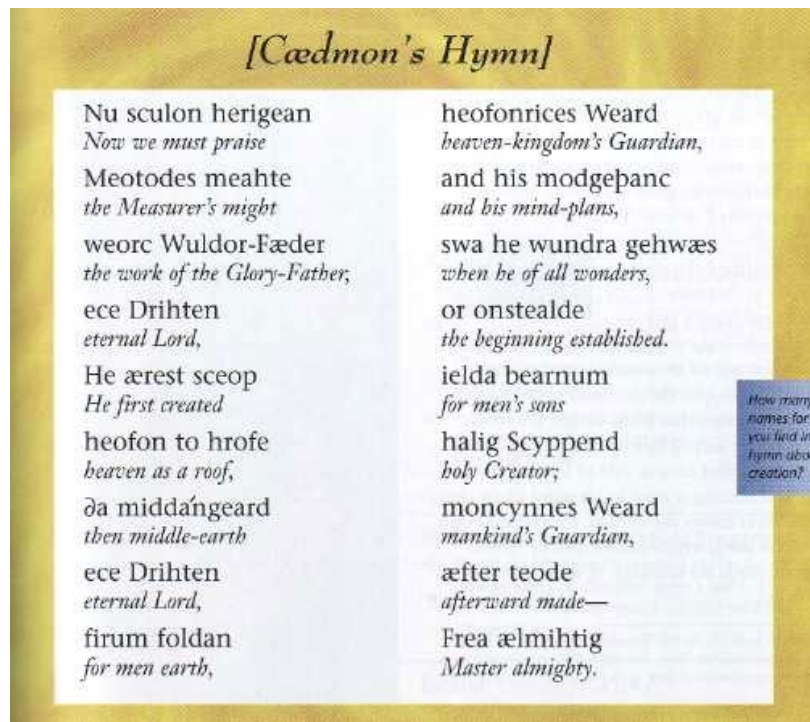 [Cædmon's Hymn]
Nu sculon herigean heofonrices Weard
Now we must praise heaven-kingdom's Guardian,
Meotodes meahte and his modgeþanc
the Measurer's might and his mind-plans,
weorc Wuldor-Fæder swa he wundra gehwæs
the work of the Glory-Father, when he of all wonders,
ece Drihten or onstealde
eternal Lord, the beginning established.
He ærest sceop ielda bearnum
He first created for men's sons
heofon to hrofe halig Scyppend
heaven as a roof, holy Creator;
∂a middańgeard moncynnes Weard
then middle-earth mankind's Guardian,
ece Drihten æfter teode
eternal Lord, afterward made—
firum foldan Frea ælmihtig
for men earth, Master almighty.
How many
names for
you find in
hymn
creation?